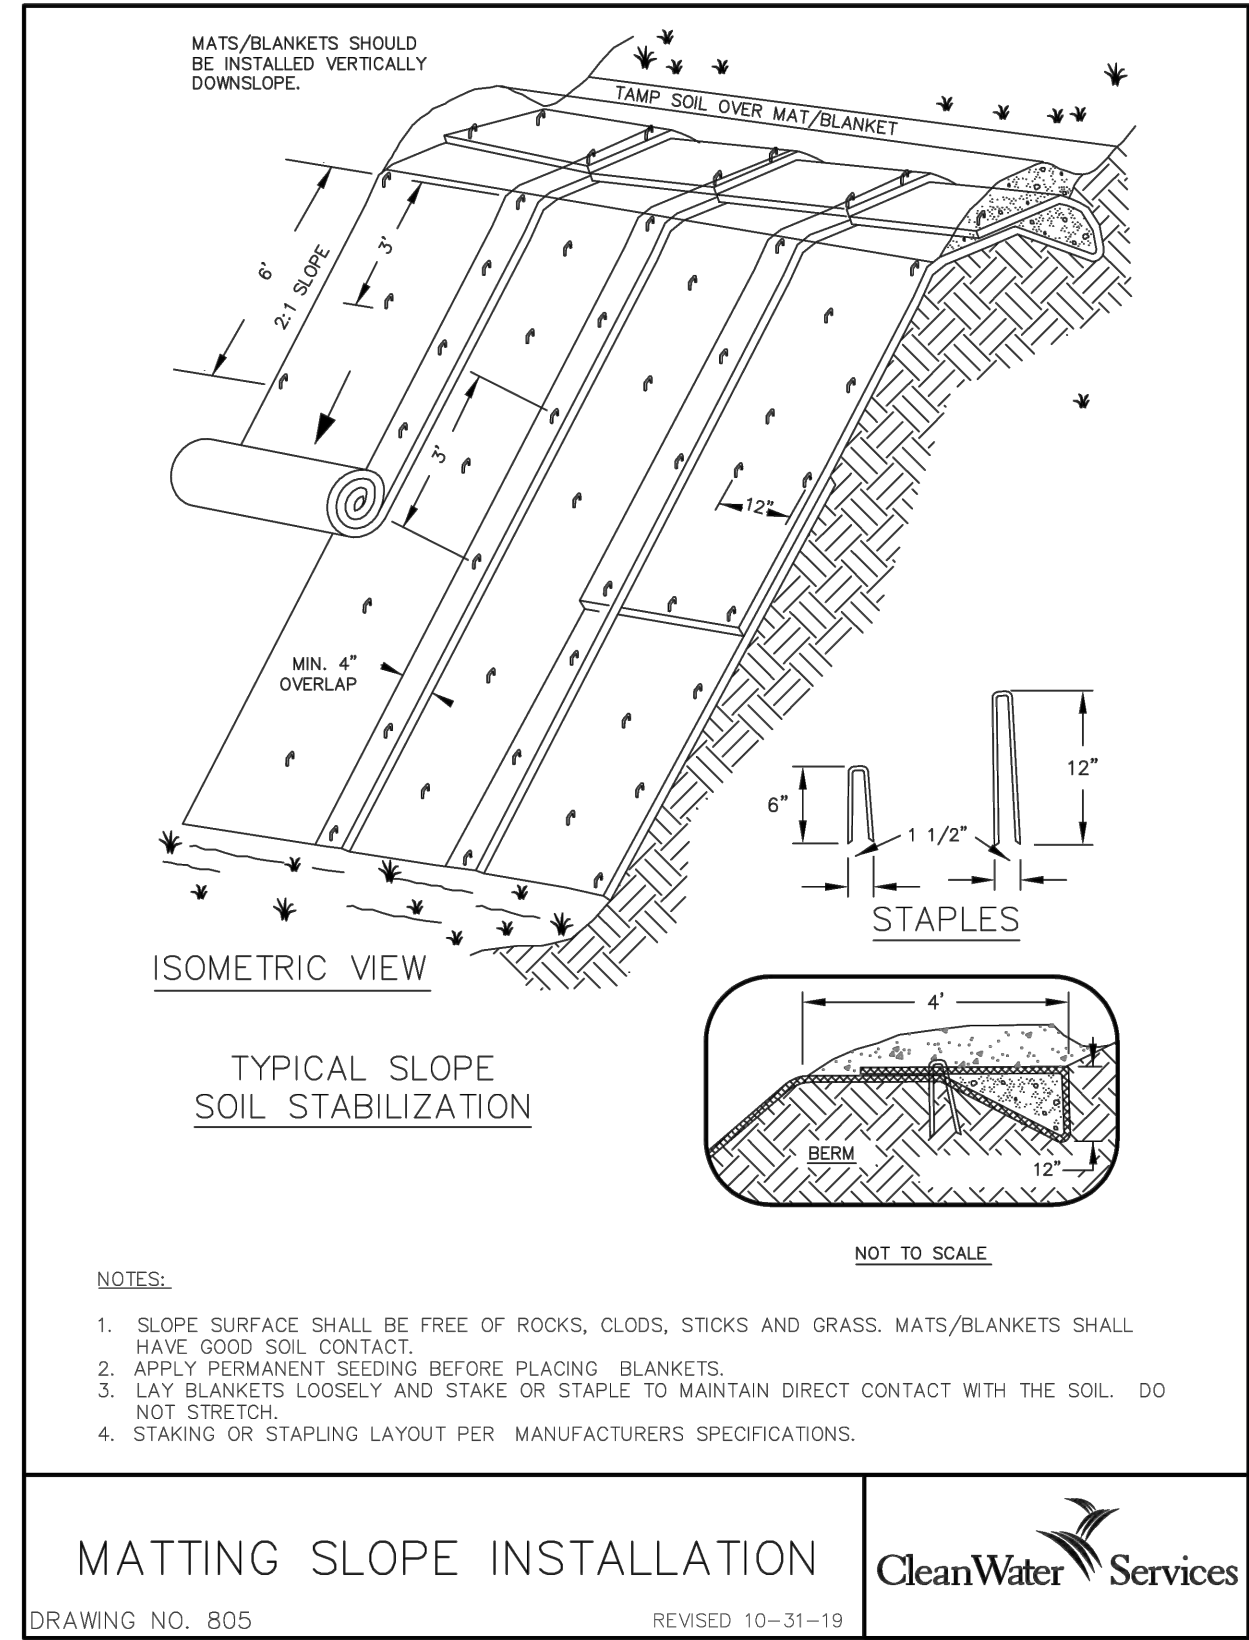 MATS/BLANKETS SHOULD
BE INSTALLED VERTICALLY
DOWNSLOPE.
TAMP SOIL OVER MAT/BLANKET
3'
6'
2:1 SLOPE
3'
12"
MIN. 4"
OVERLAP
12"
6"
1 1/2"
STAPLES
ISOMETRIC VIEW
4'
TYPICAL SLOPE
SOIL STABILIZATION
BERM
12"
NOT TO SCALE
NOTES:
1. SLOPE SURFACE SHALL BE FREE OF ROCKS, CLODS, STICKS AND GRASS. MATS/BLANKETS SHALL
HAVE GOOD SOIL CONTACT.
2. APPLY PERMANENT SEEDING BEFORE PLACING BLANKETS.
3. LAY BLANKETS LOOSELY AND STAKE OR STAPLE TO MAINTAIN DIRECT CONTACT WITH THE SOIL. DO
NOT STRETCH.
4. STAKING OR STAPLING LAYOUT PER MANUFACTURERS SPECIFICATIONS.
MATTING SLOPE INSTALLATION
CleanWater Services
DRAWING NO. 805
REVISED 10-31-19